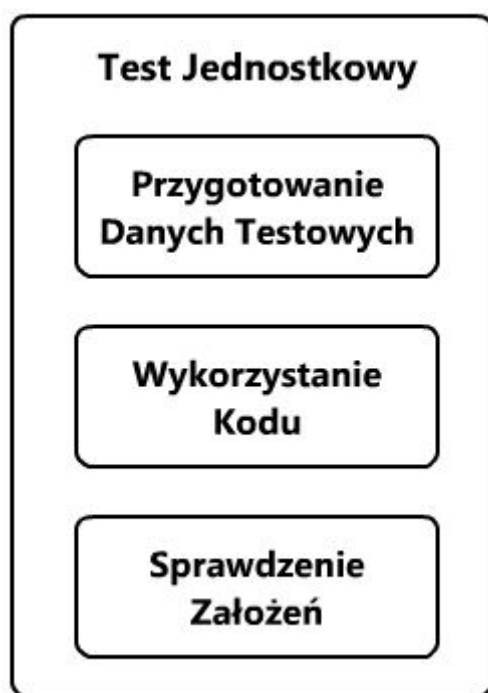 Test Jednostkowy
Przygotowanie
Danych Testowych
Wykorzystanie
Kodu
Sprawdzenie
Założeń